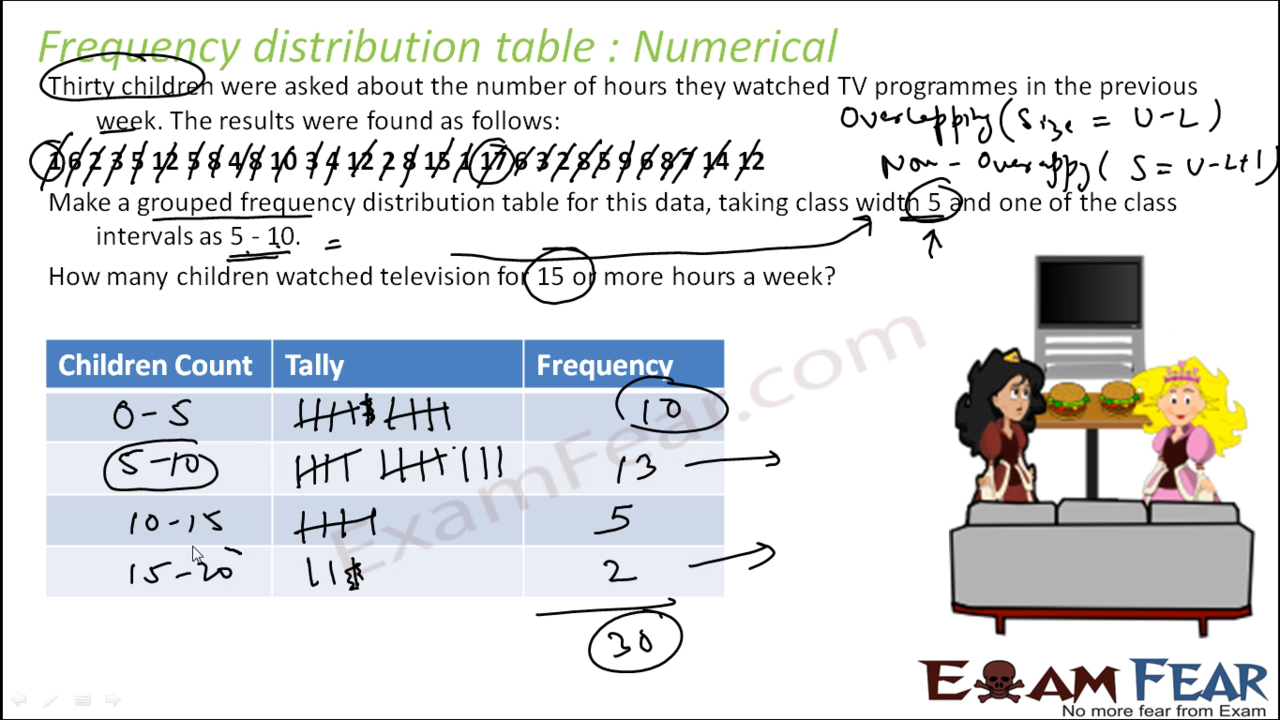 Frequency distribution table : Numerical
Thirty children were asked about the number of hours they watched TV programmes in the previous
week. The results were found as follows:
Overlapping ( Size = U-L )
1 6 2 3 5 12 5 8 4 8 10 3 4 12 2 8 15 1 17 6 3 2 8 5 9 6 8 7 14 12
Non-Overlappy ( S = U-L+1 )
Make a grouped frequency distribution table for this data, taking class width 5 and one of the class
intervals as 5 - 10. =
How many children watched television for 15 or more hours a week?
Children Count Tally Frequency
0-5 10
5-10 13
10-15 5
15-20 2
30
ExamFear.com
EXAM FEAR
No more fear from Exam